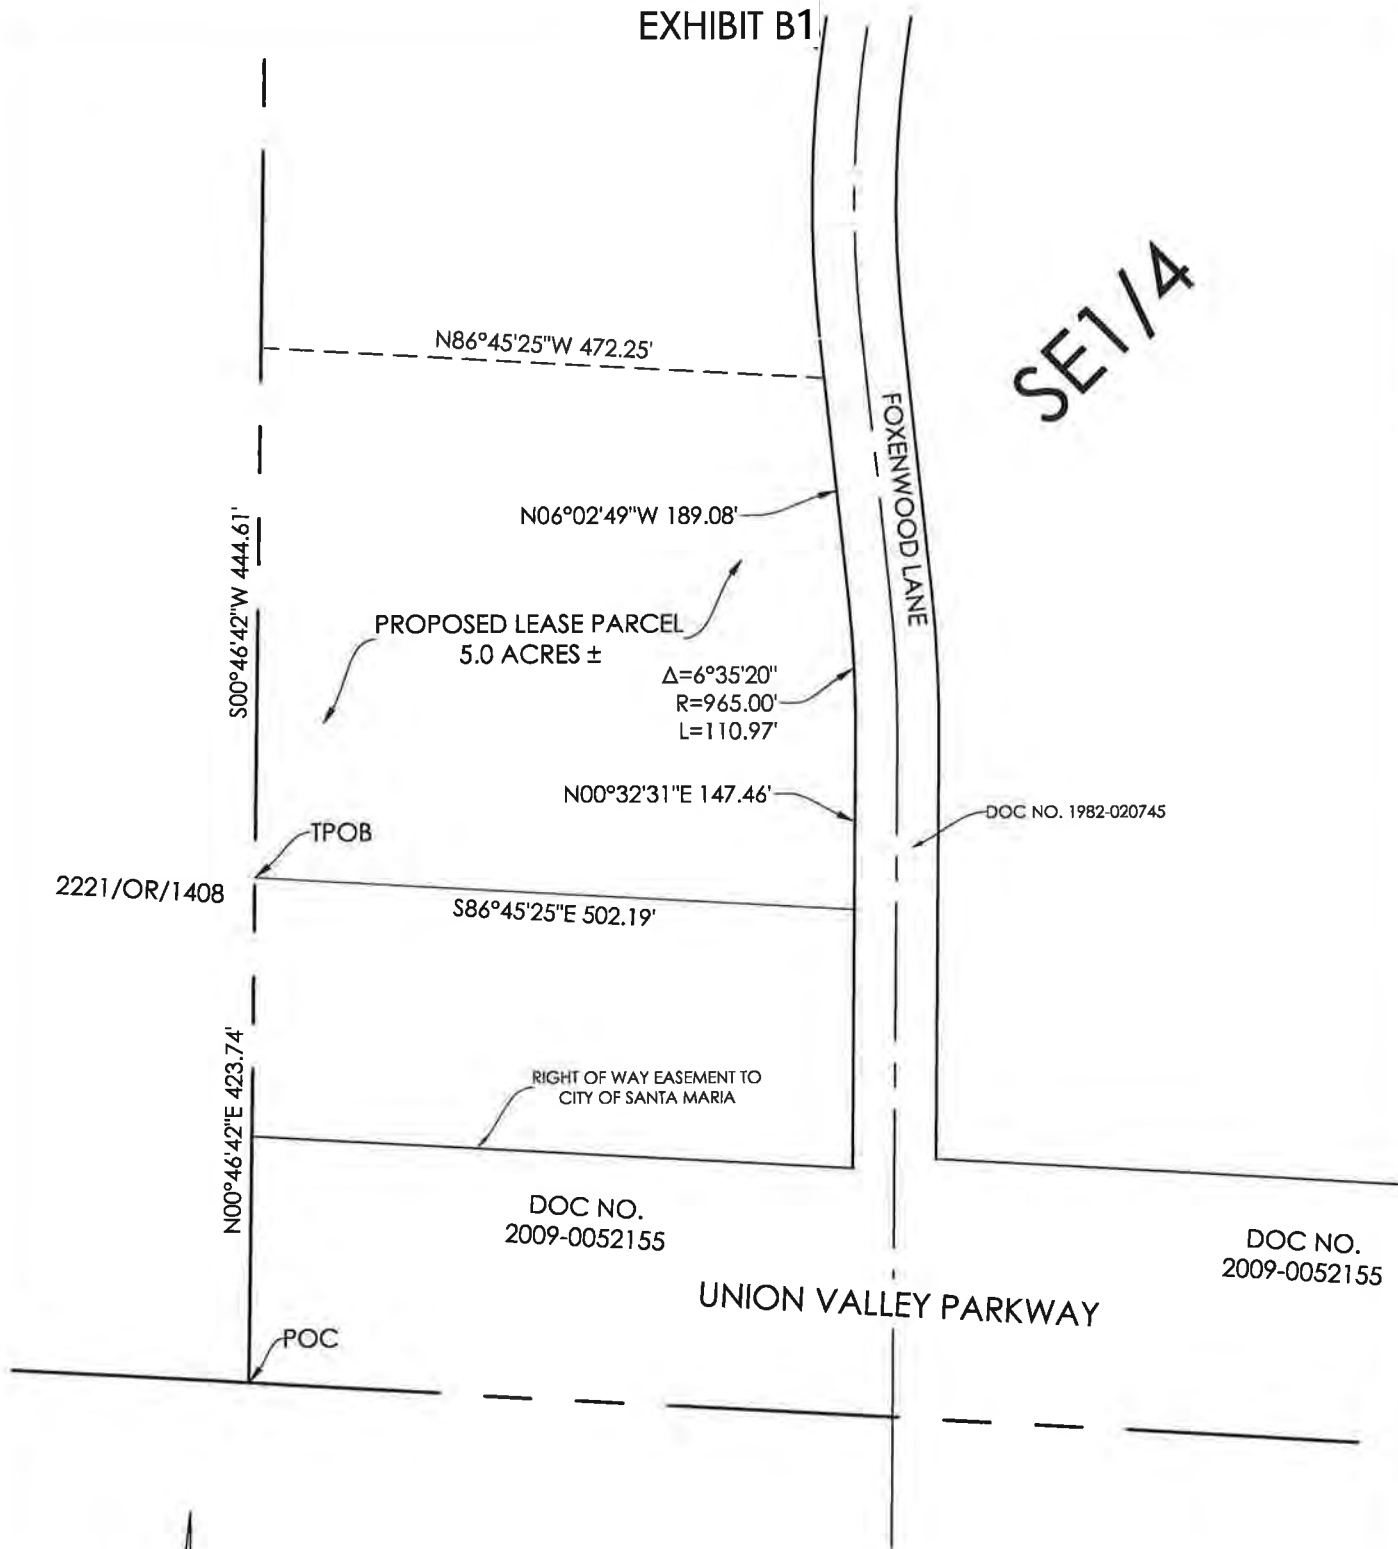 EXHIBIT B1
SE1/4
N86°45'25"W 472.25'
FOXENWOOD LANE
N06°02'49"W 189.08'
S00°46'42"W 444.61'
PROPOSED LEASE PARCEL
5.0 ACRES ±
Δ=6°35'20"
R=965.00'
L=110.97'
N00°32'31"E 147.46'
DOC NO. 1982-020745
TPOB
2221/OR/1408
S86°45'25"E 502.19'
N00°46'42"E 423.74'
RIGHT OF WAY EASEMENT TO
CITY OF SANTA MARIA
DOC NO.
2009-0052155
DOC NO.
2009-0052155
UNION VALLEY PARKWAY
POC